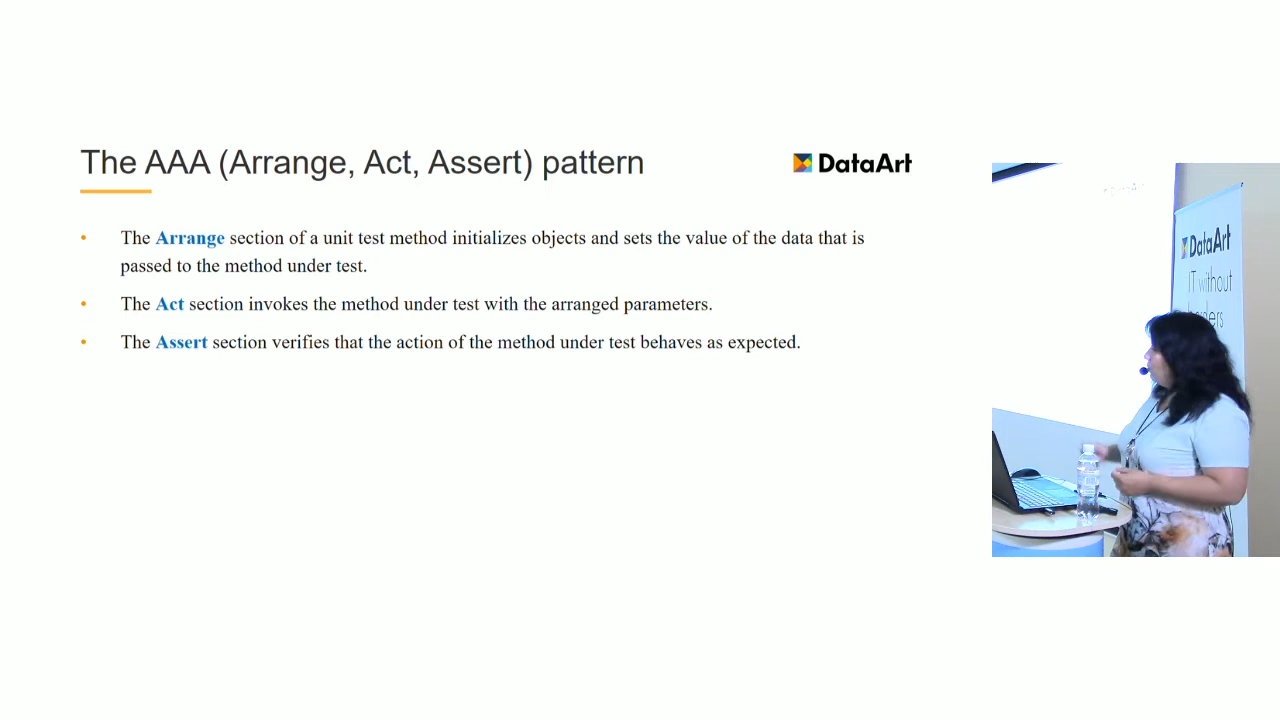 The AAA (Arrange, Act, Assert) pattern
DataArt
• The Arrange section of a unit test method initializes objects and sets the value of the data that is
passed to the method under test.
• The Act section invokes the method under test with the arranged parameters.
• The Assert section verifies that the action of the method under test behaves as expected.
DataArt
IT without